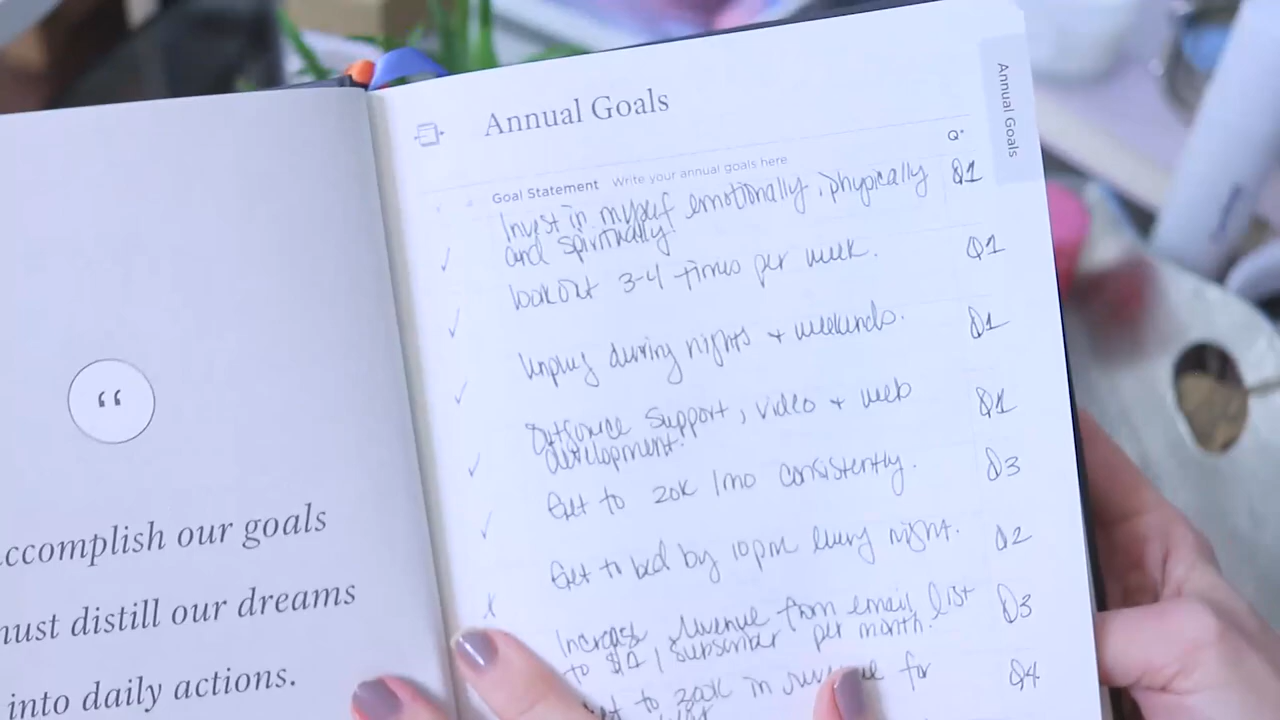 “
ccomplish our goals
must distill our dreams
into daily actions.
Annual Goals
Annual Goals
Q*
Goal Statement Write your annual goals here
Invest in myself emotionally, physically Q1
and spiritually.
Workout 3-4 times per week. Q1
Unplug during nights + weekends. Q1
Outsource support, video + web Q1
development.
Get to 20k /mo consistently. Q3
Get to bed by 10pm every night. Q2
Increase revenue from email list Q3
to $2 / subscriber per month.
to 200k in revenue for Q4